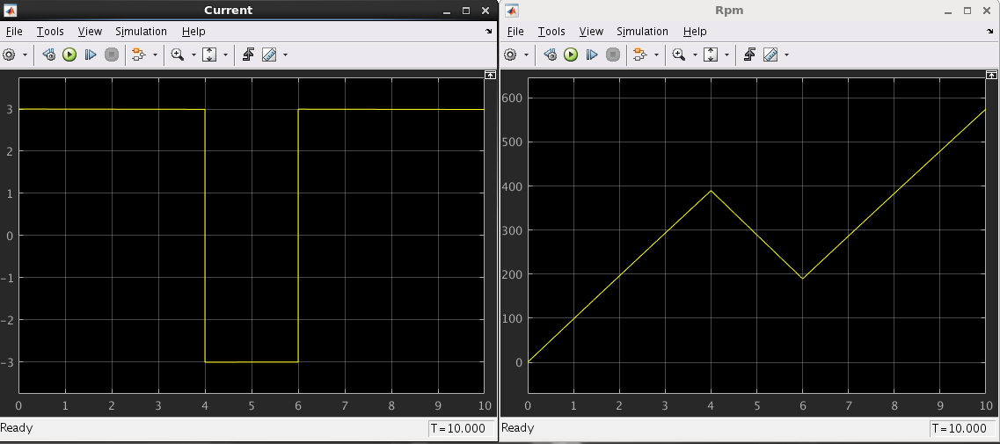 Current
File Tools View Simulation Help
3
2
1
0
-1
-2
-3
0 1 2 3 4 5 6 7 8 9 10
Ready T=10.000
Rpm
File Tools View Simulation Help
600
500
400
300
200
100
0
0 1 2 3 4 5 6 7 8 9 10
Ready T=10.000